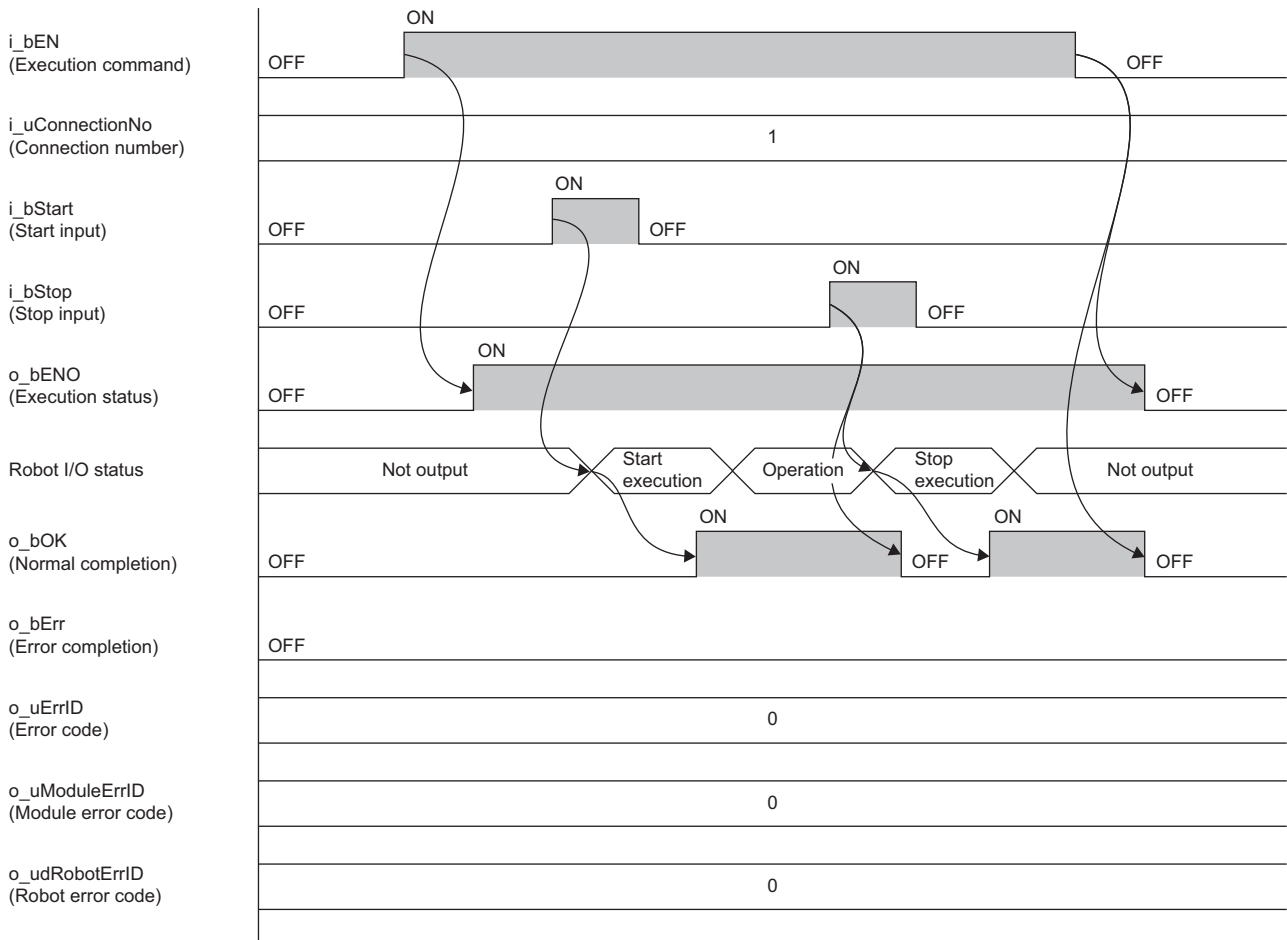 ON
i_bEN
(Execution command)
OFF
OFF
i_uConnectionNo
(Connection number)
1
ON
i_bStart
(Start input)
OFF
OFF
ON
i_bStop
(Stop input)
OFF
OFF
ON
o_bENO
(Execution status)
OFF
OFF
Robot I/O status
Not output
Start
execution
Operation
Stop
execution
Not output
ON
ON
o_bOK
(Normal completion)
OFF
OFF
OFF
o_bErr
(Error completion)
OFF
o_uErrID
(Error code)
0
o_uModuleErrID
(Module error code)
0
o_udRobotErrID
(Robot error code)
0